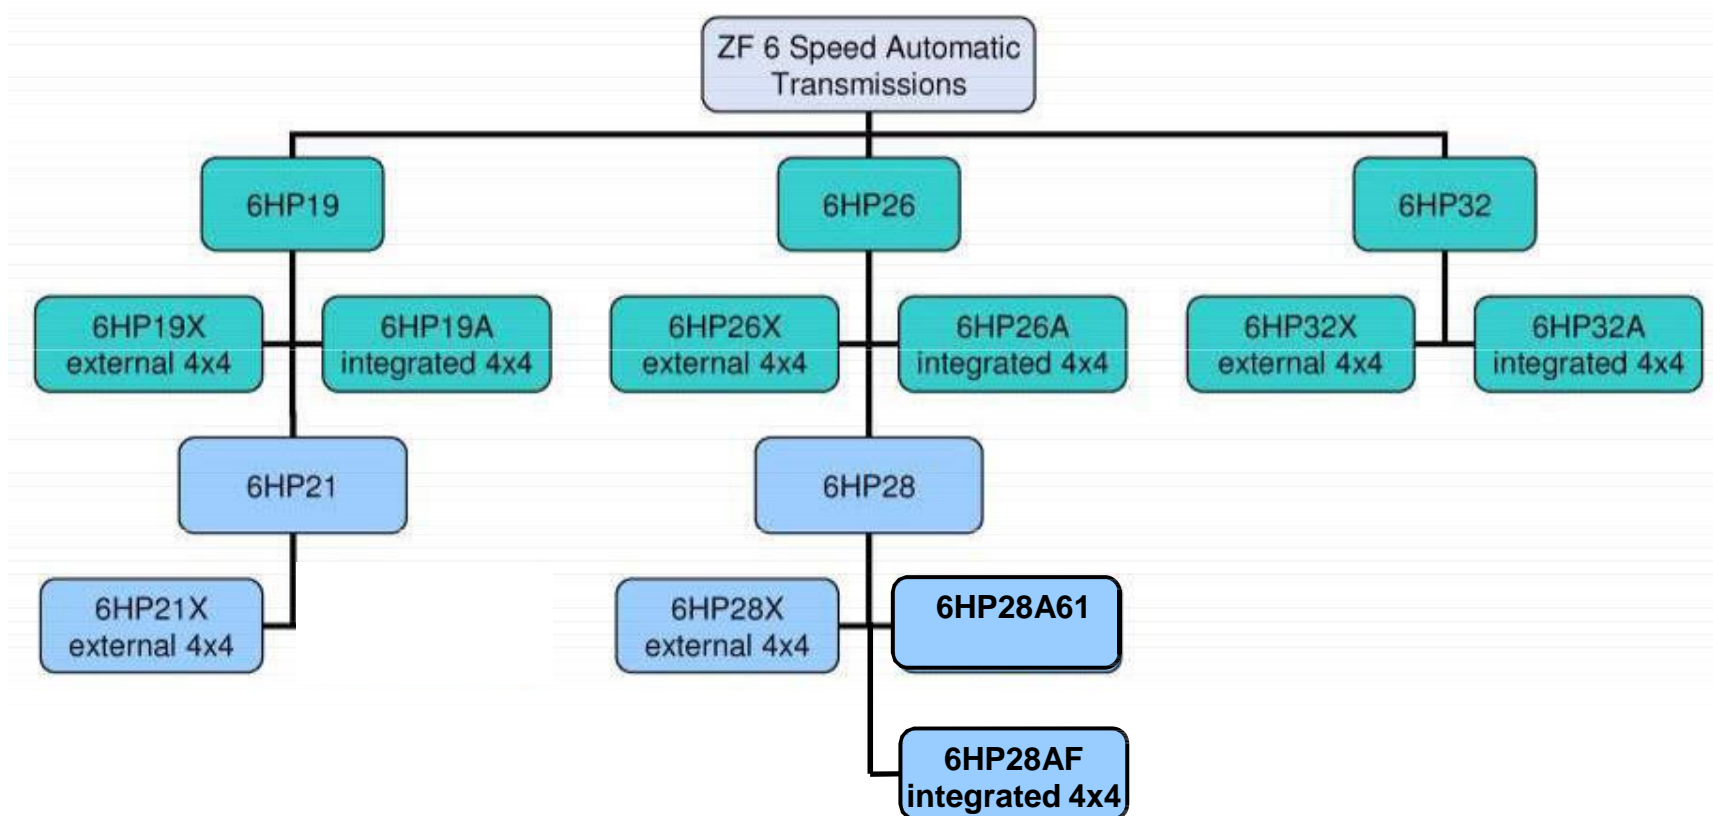 ZF 6 Speed Automatic
Transmissions
6HP19
6HP26
6HP32
6HP19X
external 4x4
6HP19A
integrated 4x4
6HP26X
external 4x4
6HP26A
integrated 4x4
6HP32X
external 4x4
6HP32A
integrated 4x4
6HP21
6HP28
6HP21X
external 4x4
6HP28X
external 4x4
6HP28A61
6HP28AF
integrated 4x4